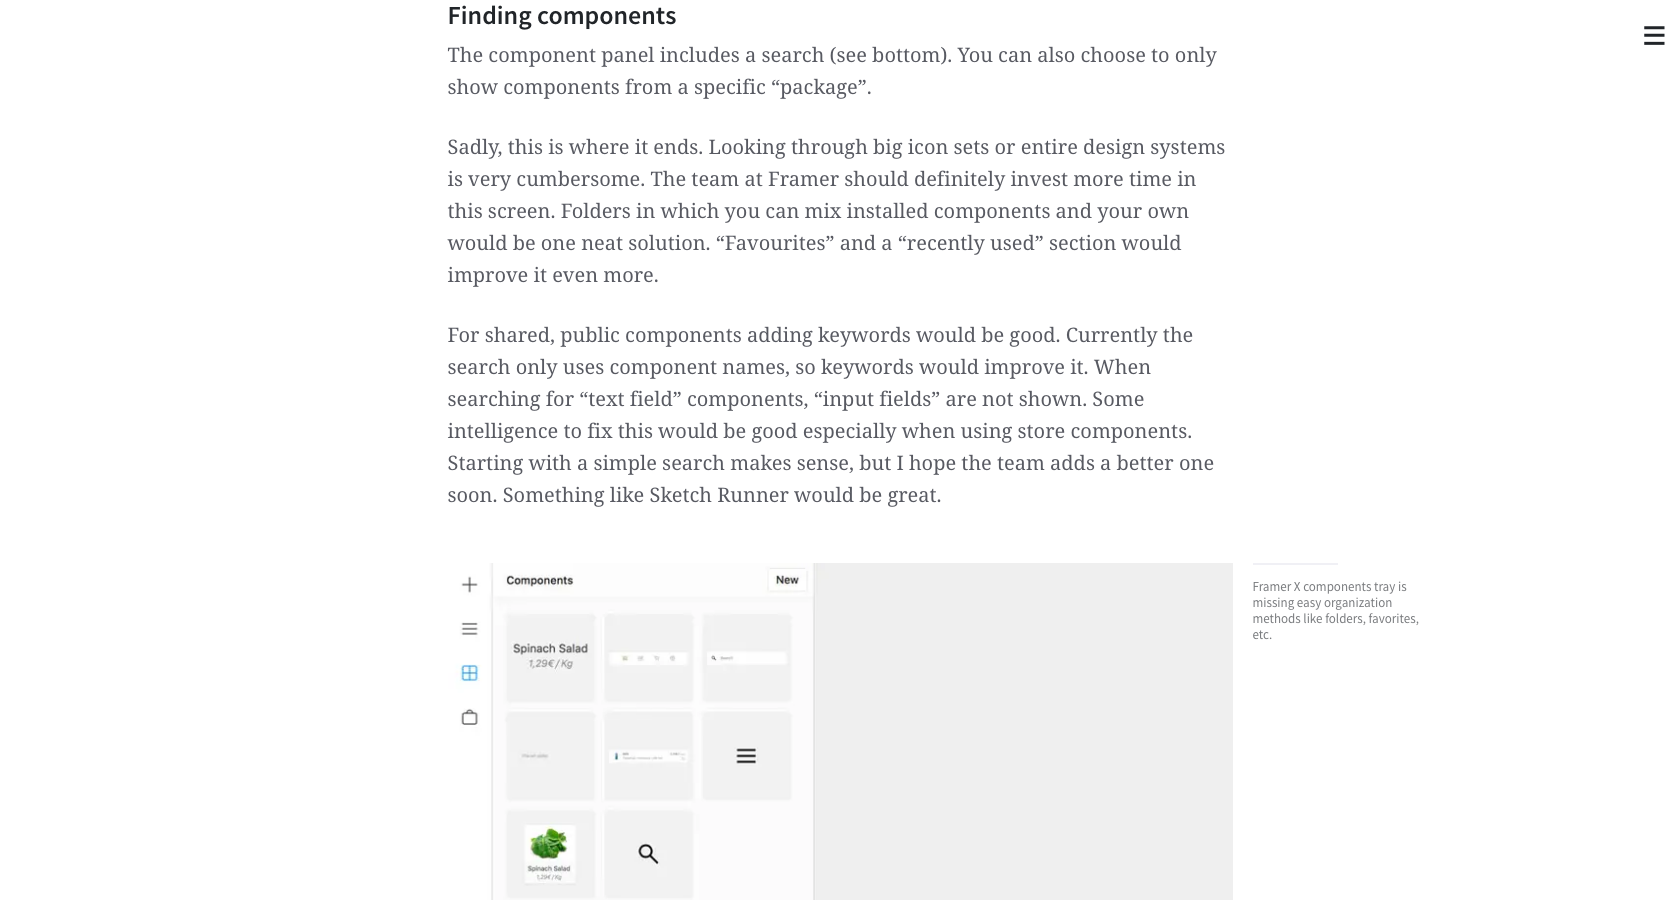 Finding components
The component panel includes a search (see bottom). You can also choose to only
show components from a specific “package”.
Sadly, this is where it ends. Looking through big icon sets or entire design systems
is very cumbersome. The team at Framer should definitely invest more time in
this screen. Folders in which you can mix installed components and your own
would be one neat solution. “Favourites” and a “recently used” section would
improve it even more.
For shared, public components adding keywords would be good. Currently the
search only uses component names, so keywords would improve it. When
searching for “text field” components, “input fields” are not shown. Some
intelligence to fix this would be good especially when using store components.
Starting with a simple search makes sense, but I hope the team adds a better one
soon. Something like Sketch Runner would be great.
Components
New
Spinach Salad
1,29€/Kg
Search
Spinach Salad
1,29€/Kg
Framer X components tray is
missing easy organization
methods like folders, favorites,
etc.